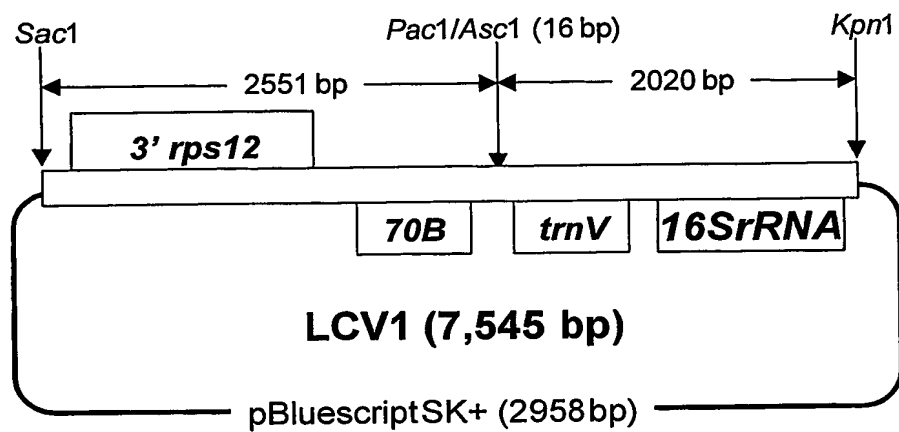 Sac1 Pac1/Asc1 (16 bp) Kpn1
2551 bp 2020 bp
3' rps12
70B trnV 16SrRNA
LCV1 (7,545 bp)
pBluescriptSK+ (2958bp)